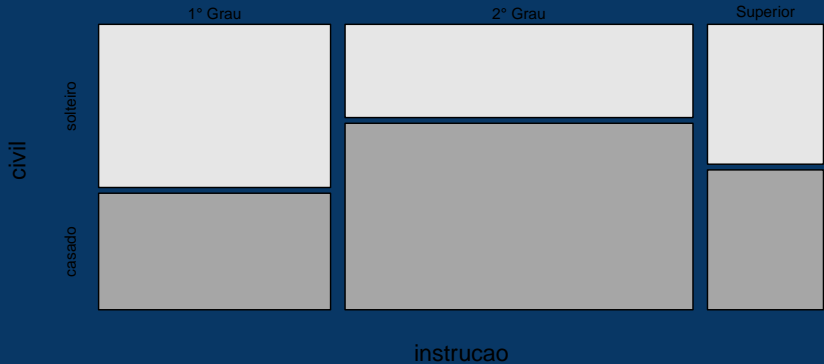 1° Grau
2° Grau
Superior
solteiro
civil
casado
instrucao